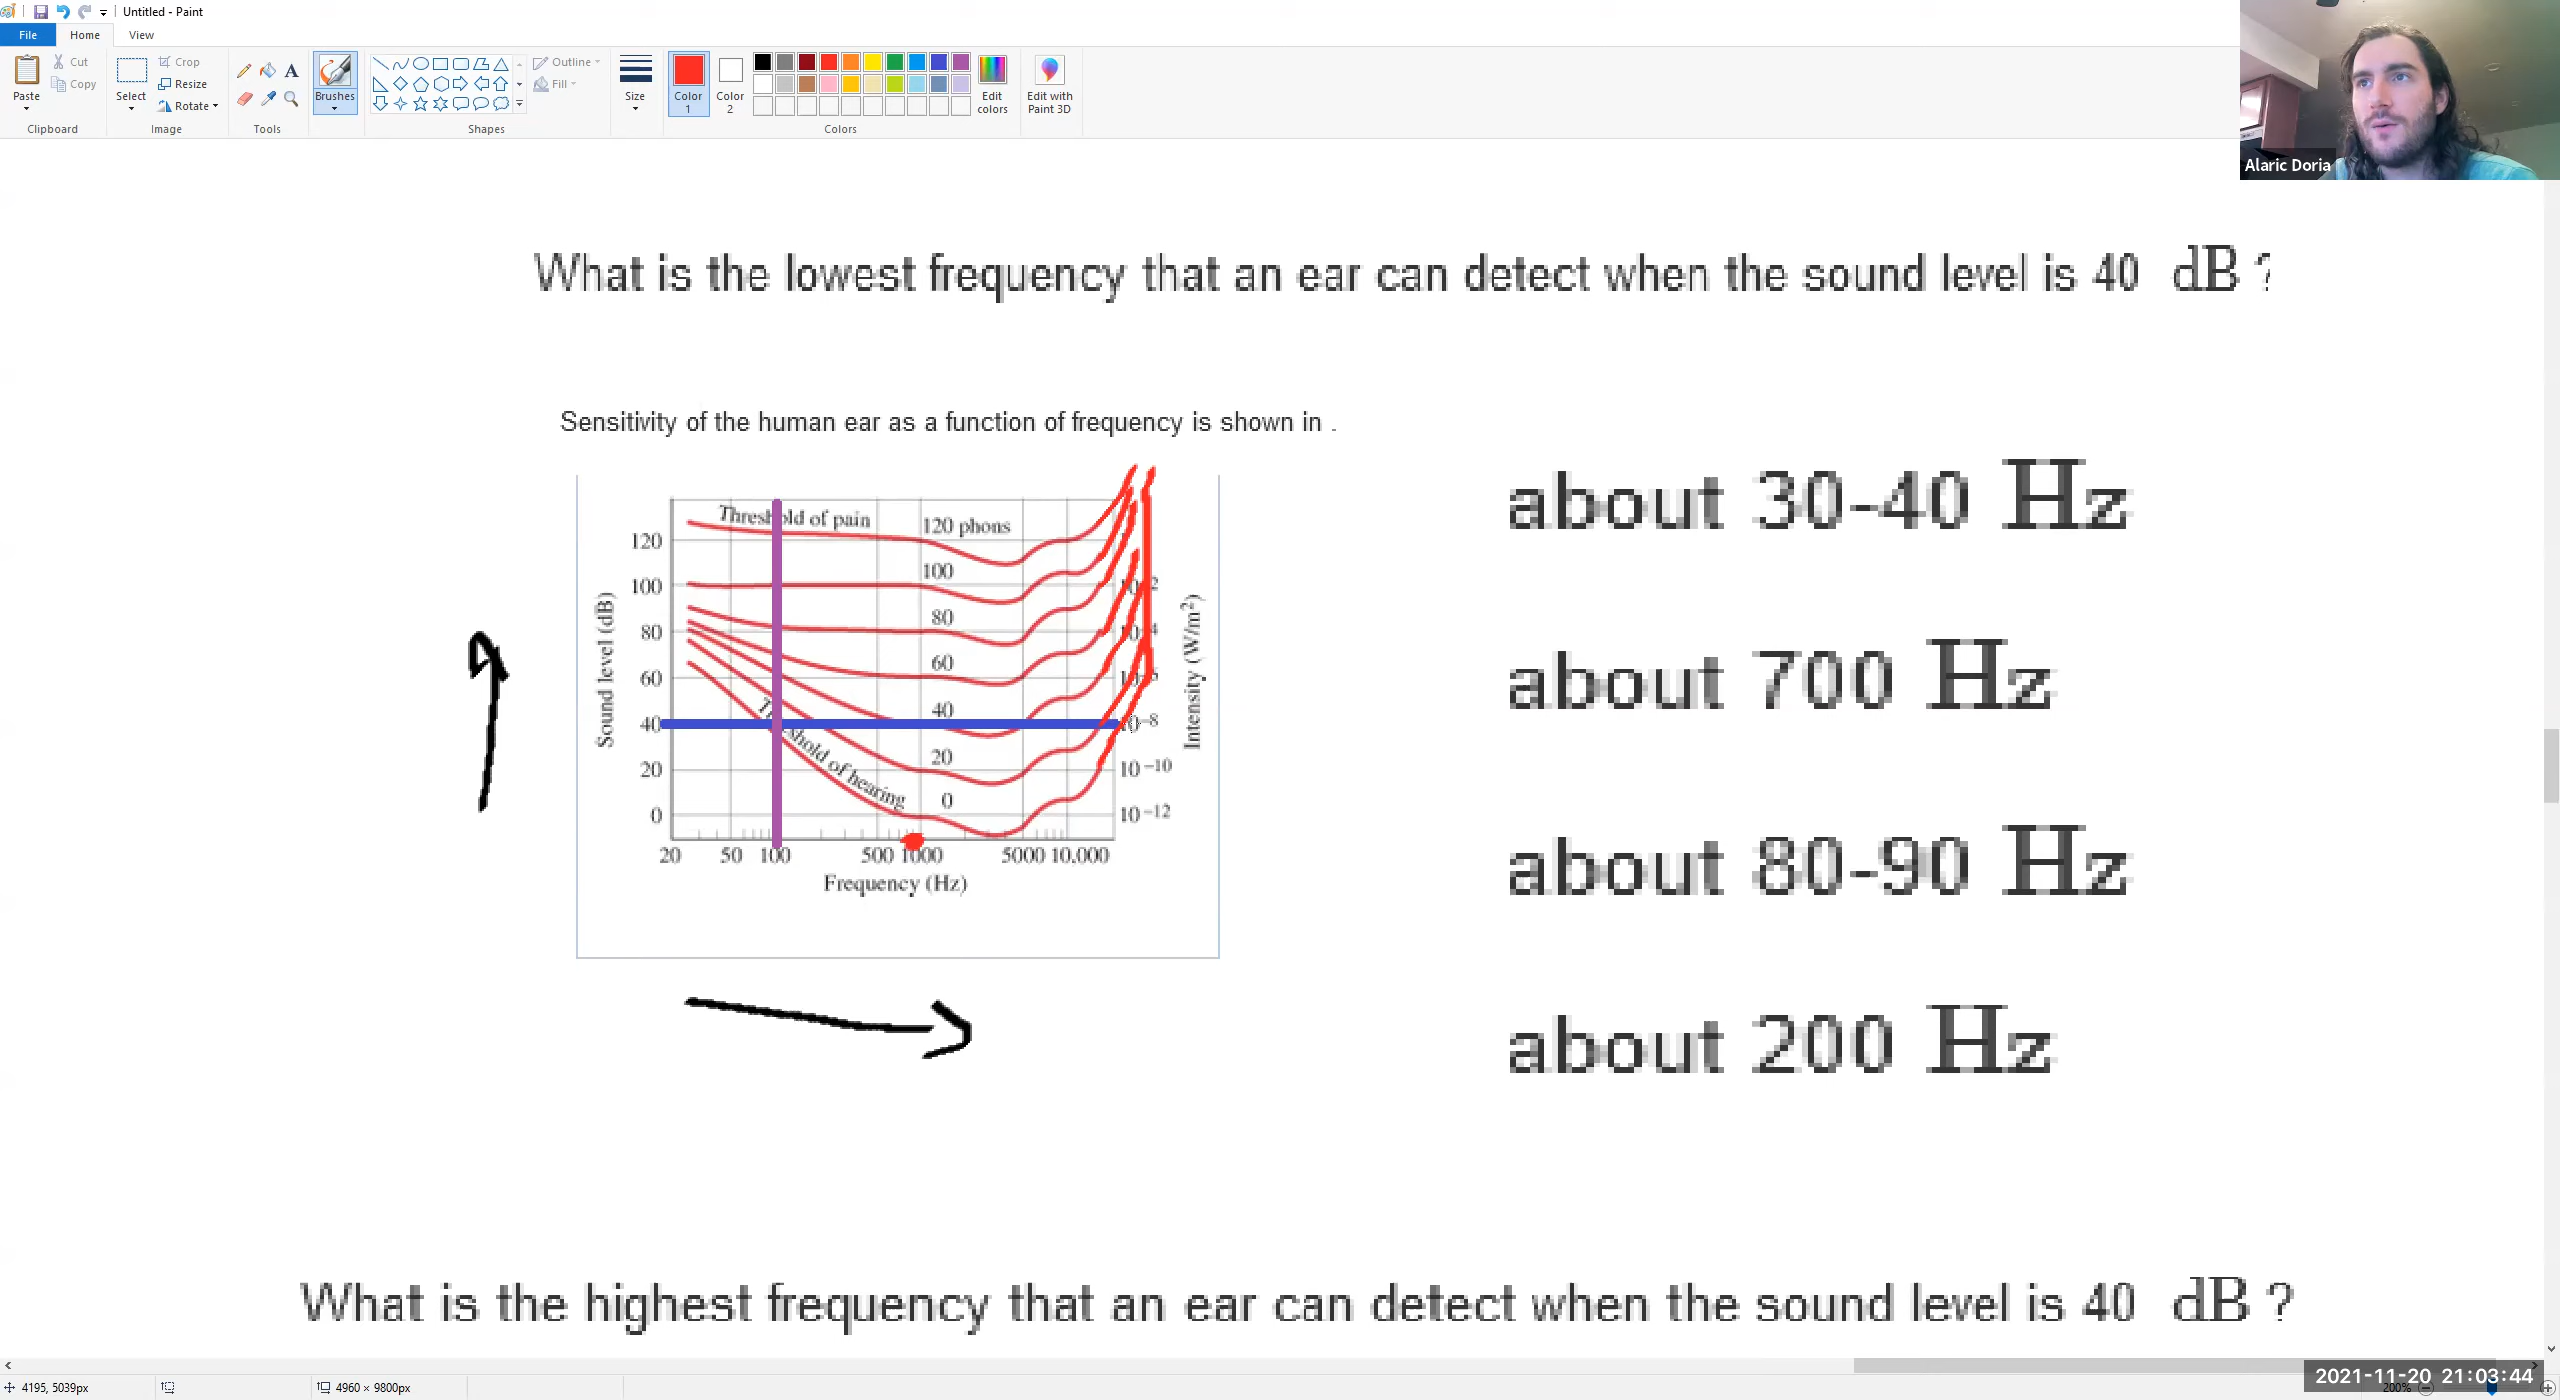 Untitled - Paint
File Home View
Paste Cut Copy Clipboard
Select Crop Resize Rotate Image
Tools
Brushes
Outline Fill Shapes
Size
Color 1 Color 2 Edit colors Colors
Edit with Paint 3D
Alaric Doria
What is the lowest frequency that an ear can detect when the sound level is 40 dB ?
Sensitivity of the human ear as a function of frequency is shown in .
Threshold of pain
120 phons
100
80
60
40
20
0
Threshold of hearing
Sound level (dB)
120
100
80
60
40
20
0
Intensity (W/m²)
10⁻⁸
10⁻¹⁰
10⁻¹²
20 50 100 500 1000 5000 10,000
Frequency (Hz)
about 30-40 Hz
about 700 Hz
about 80-90 Hz
about 200 Hz
What is the highest frequency that an ear can detect when the sound level is 40 dB ?
4195, 5039px
4960 × 9800px
200%
2021-11-20 21:03:44